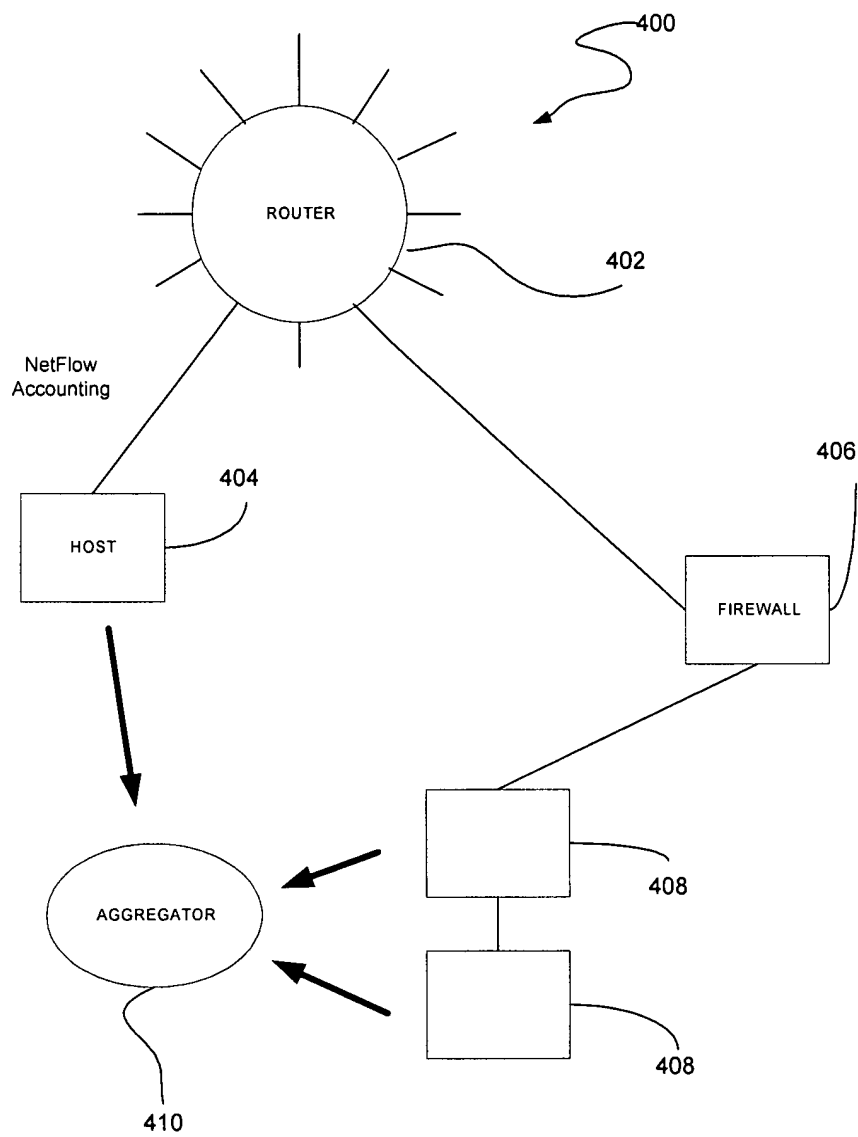 400
ROUTER
402
NetFlow
Accounting
404
406
HOST
FIREWALL
408
AGGREGATOR
408
410